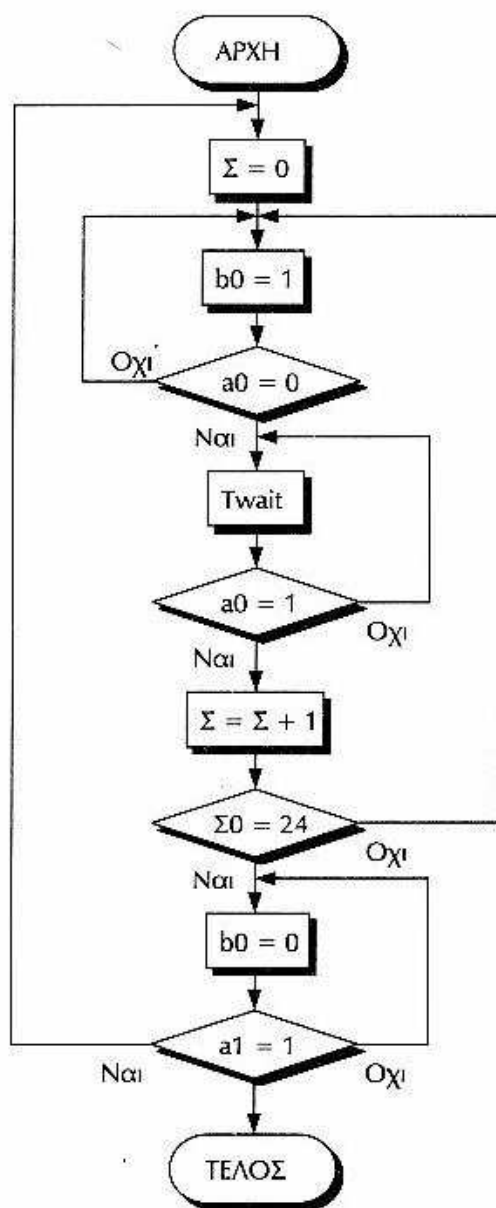 ΑΡΧΗ
Σ = 0
b0 = 1
Οχι
a0 = 0
Ναι
Twait
a0 = 1
Οχι
Ναι
Σ = Σ + 1
Σ0 = 24
Οχι
Ναι
b0 = 0
a1 = 1
Ναι
Οχι
ΤΕΛΟΣ